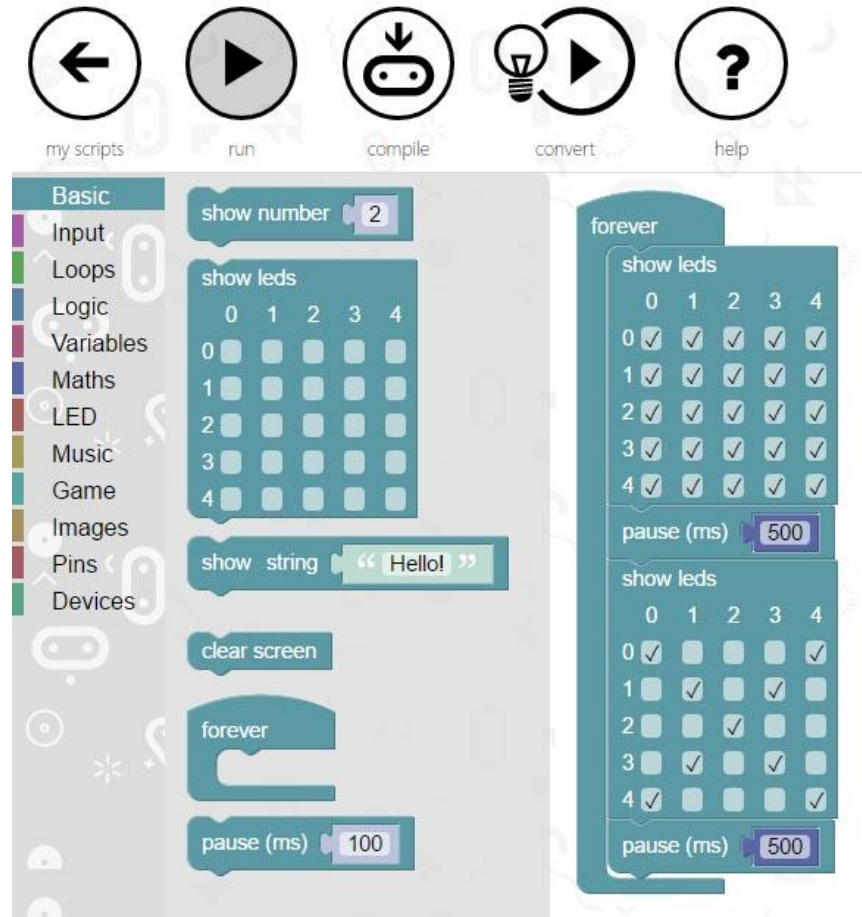 my scripts run compile convert help
?
Basic
Input
Loops
Logic
Variables
Maths
LED
Music
Game
Images
Pins
Devices
show number 2
show leds
0 1 2 3 4
0
1
2
3
4
show string “ Hello! ”
clear screen
forever
pause (ms) 100
forever
show leds
0 1 2 3 4
0 ✓ ✓ ✓ ✓ ✓
1 ✓ ✓ ✓ ✓ ✓
2 ✓ ✓ ✓ ✓ ✓
3 ✓ ✓ ✓ ✓ ✓
4 ✓ ✓ ✓ ✓ ✓
pause (ms) 500
show leds
0 1 2 3 4
0 ✓ ✓
1 ✓ ✓
2 ✓
3 ✓ ✓
4 ✓ ✓
pause (ms) 500